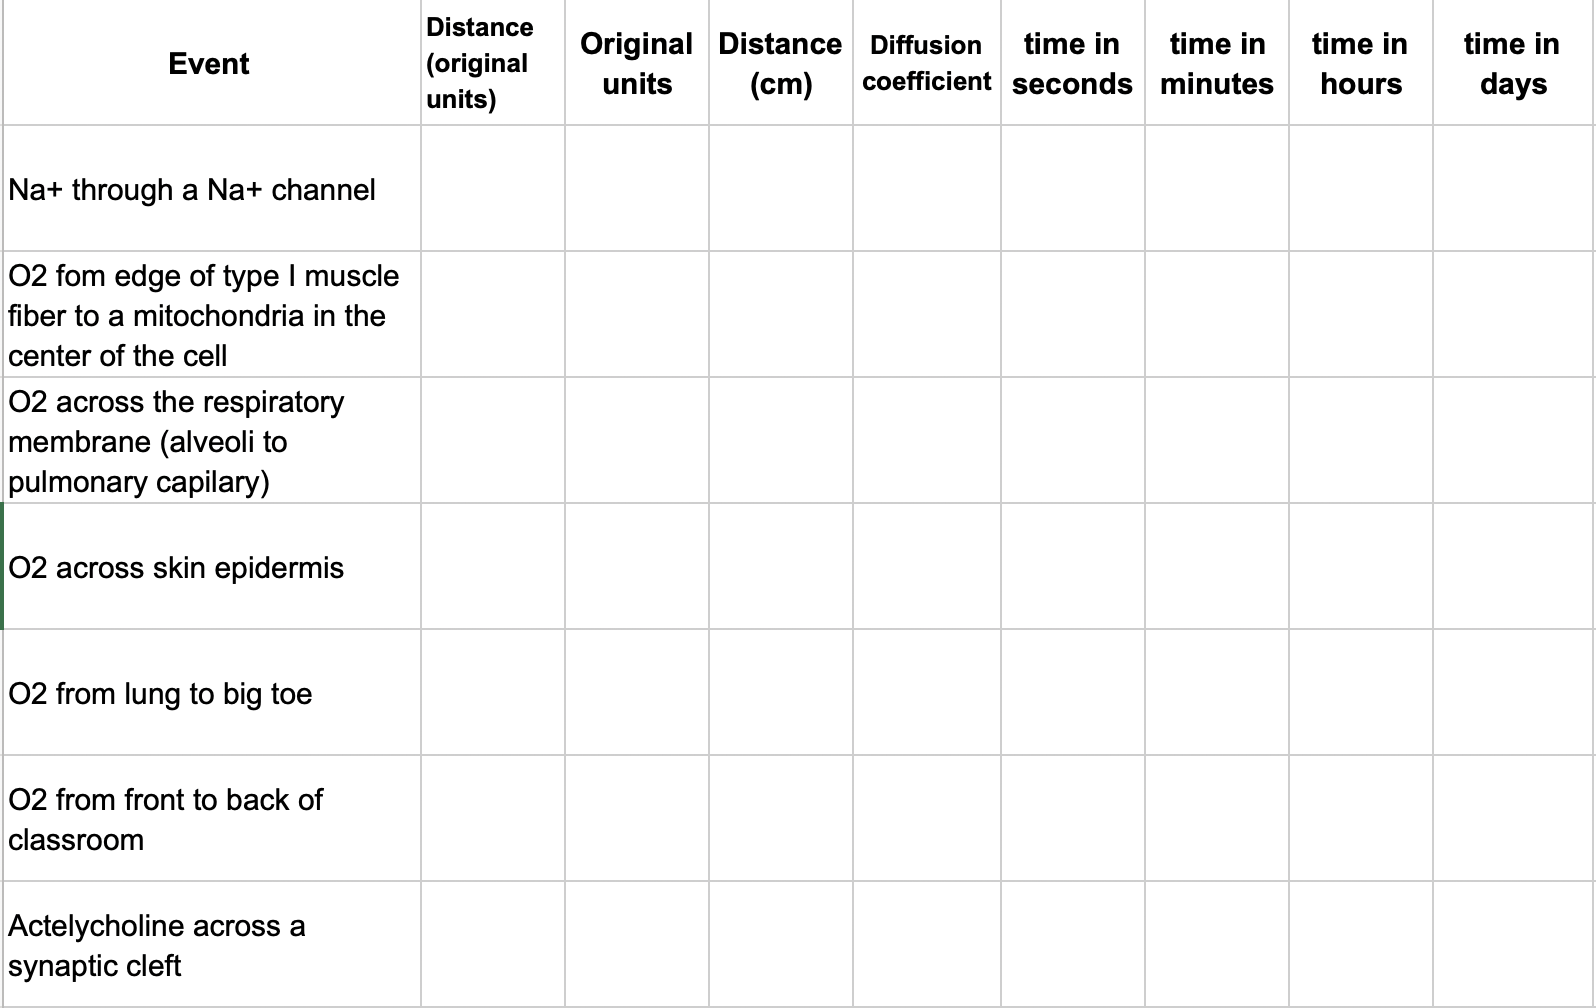 Event
Distance
(original
units)
Original
units
Distance
(cm)
Diffusion
coefficient
time in
seconds
time in
minutes
time in
hours
time in
days
Na+ through a Na+ channel
O2 fom edge of type I muscle
fiber to a mitochondria in the
center of the cell
O2 across the respiratory
membrane (alveoli to
pulmonary capilary)
O2 across skin epidermis
O2 from lung to big toe
O2 from front to back of
classroom
Actelycholine across a
synaptic cleft